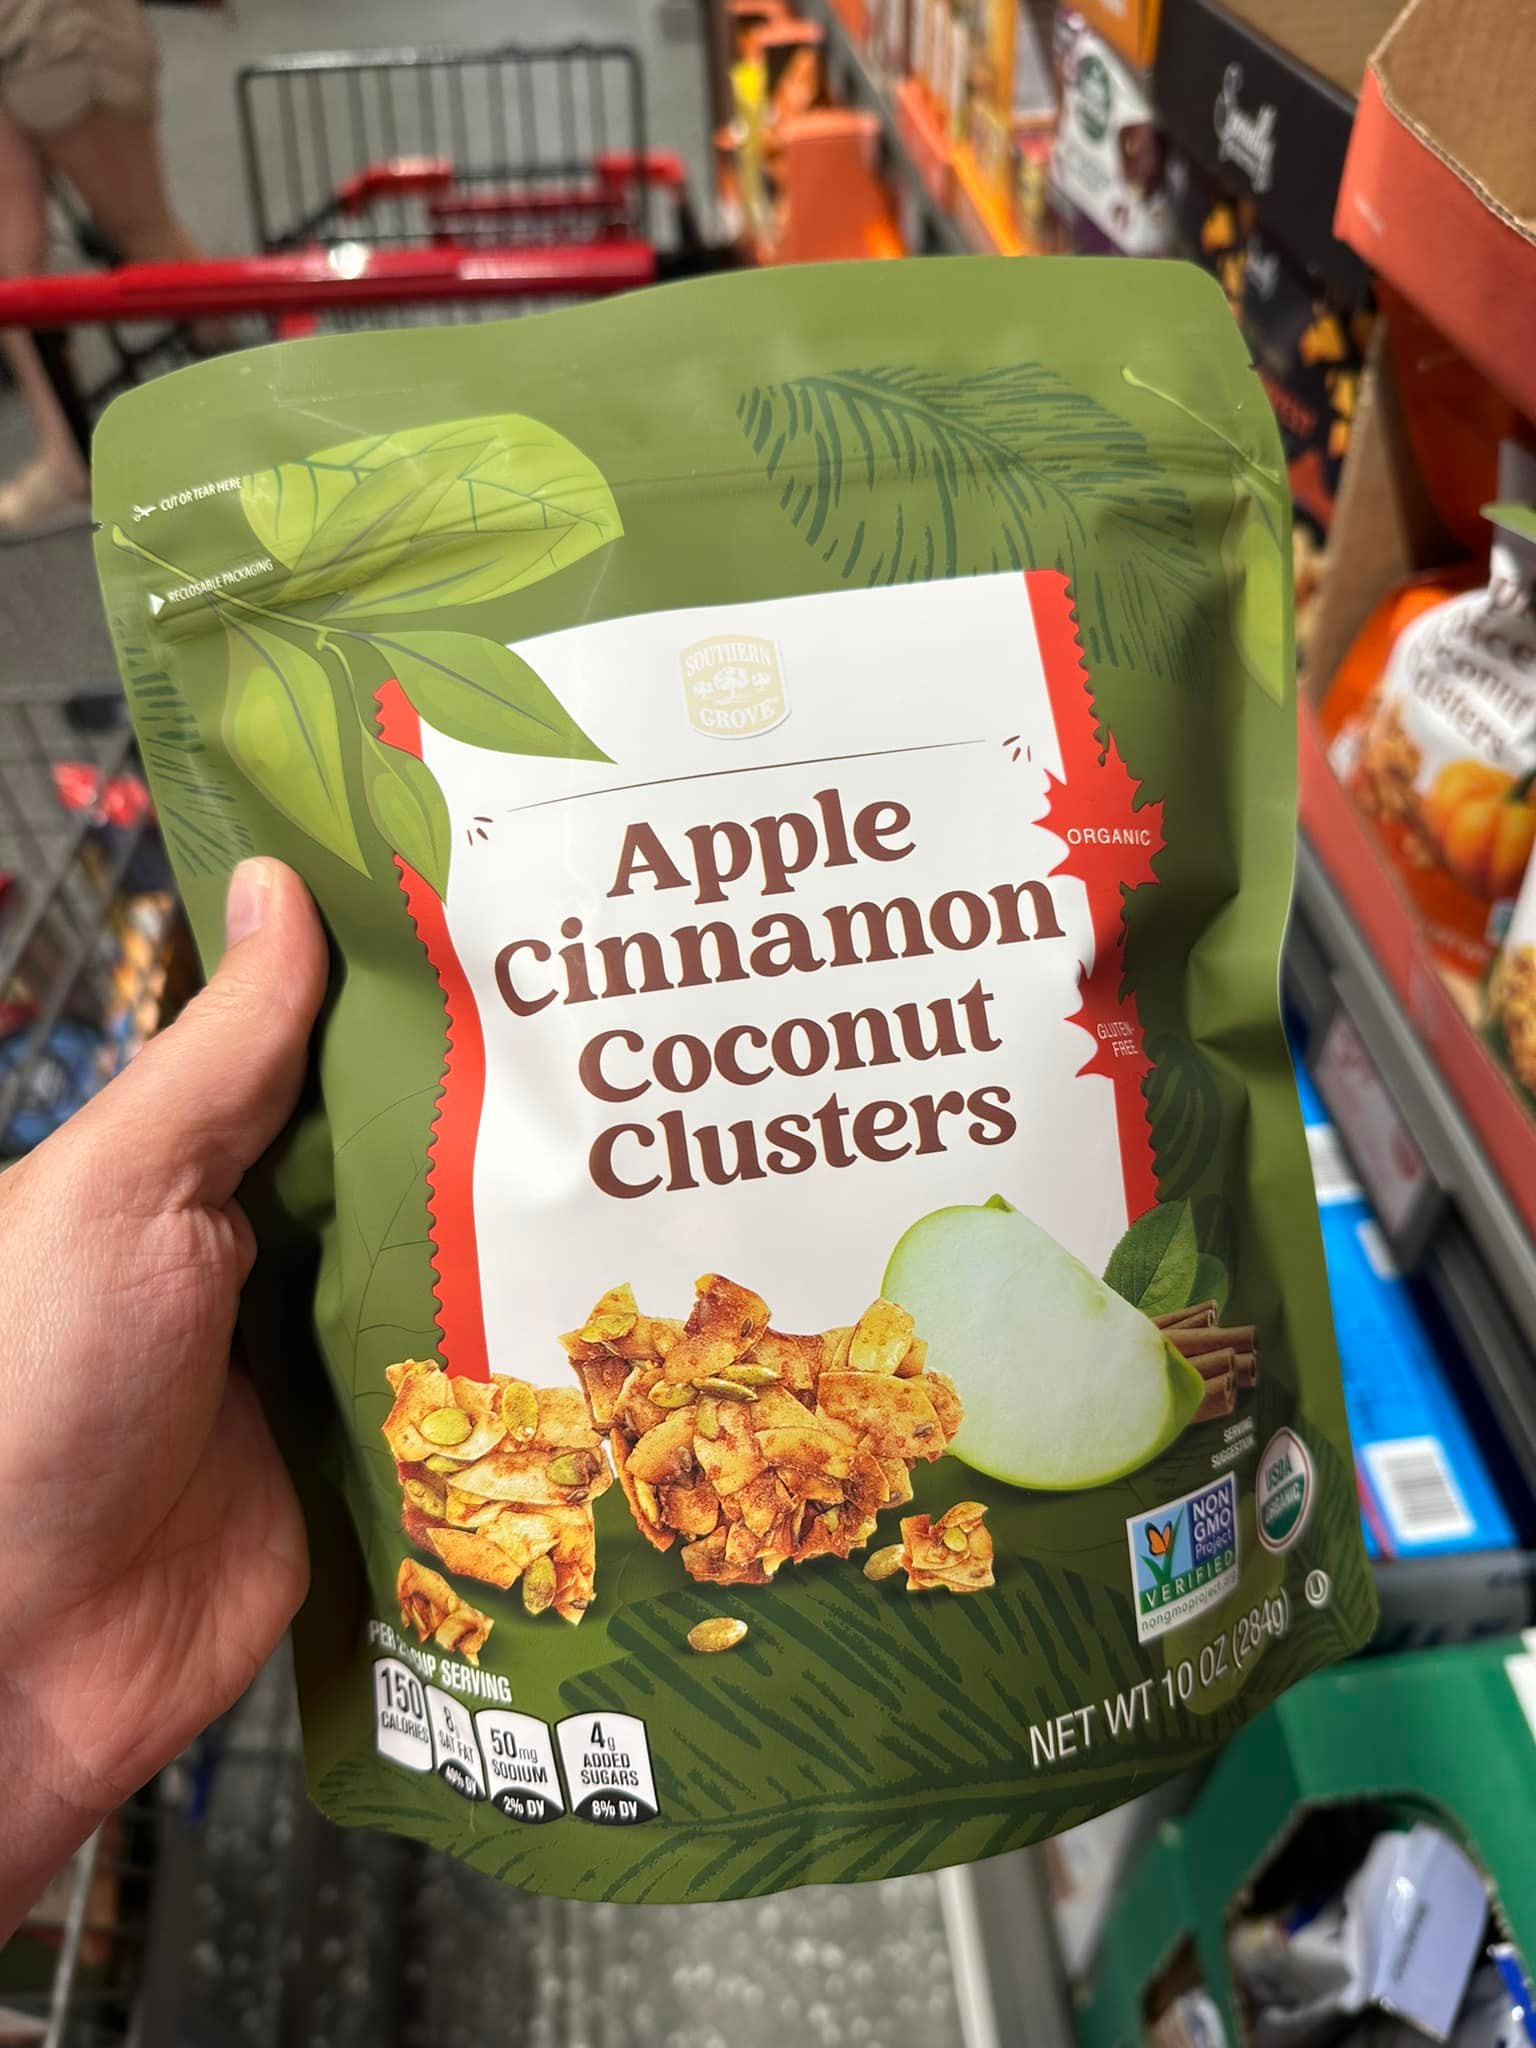 CUT OR TEAR HERE
RECLOSABLE PACKAGING
SOUTHERN
GROVE
Apple
Cinnamon
Coconut
Clusters
ORGANIC
GLUTEN-
FREE
SERVING
SUGGESTION
NON
GMO
Project
VERIFIED
nongmoproject.org
USDA
ORGANIC
U
NET WT 10 OZ (284g)
SERVING
150
CALORIES
8g
SAT FAT
40% DV
50mg
SODIUM
2% DV
4g
ADDED
SUGARS
8% DV